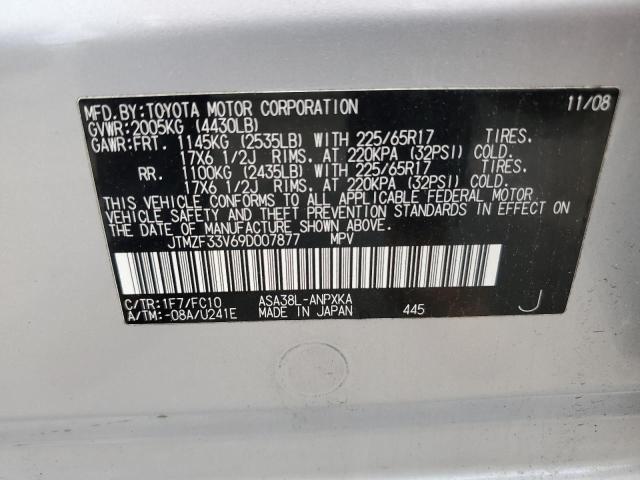 MFD.BY:TOYOTA MOTOR CORPORATION 11/08
GVWR:2005KG (4430LB)
GAWR:FRT. 1145KG (2535LB) WITH 225/65R17 TIRES.
17X6 1/2J RIMS. AT 220KPA (32PSI) COLD.
RR. 1100KG (2435LB) WITH 225/65R17 TIRES.
17X6 1/2J RIMS. AT 220KPA (32PSI) COLD.
THIS VEHICLE CONFORMS TO ALL APPLICABLE FEDERAL MOTOR
VEHICLE SAFETY AND THEFT PREVENTION STANDARDS IN EFFECT ON
THE DATE OF MANUFACTURE SHOWN ABOVE.
JTMZF33V69D007877 MPV
C/TR:1F7/FC10 ASA38L-ANPXKA
A/TM:-08A/U241E MADE IN JAPAN 445 J